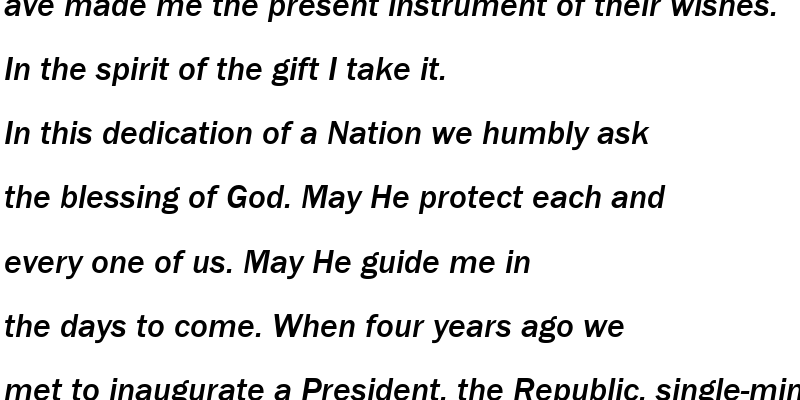 ave made me the present instrument of their wishes.
In the spirit of the gift I take it.
In this dedication of a Nation we humbly ask
the blessing of God. May He protect each and
every one of us. May He guide me in
the days to come. When four years ago we
met to inaugurate a President, the Republic, single-min